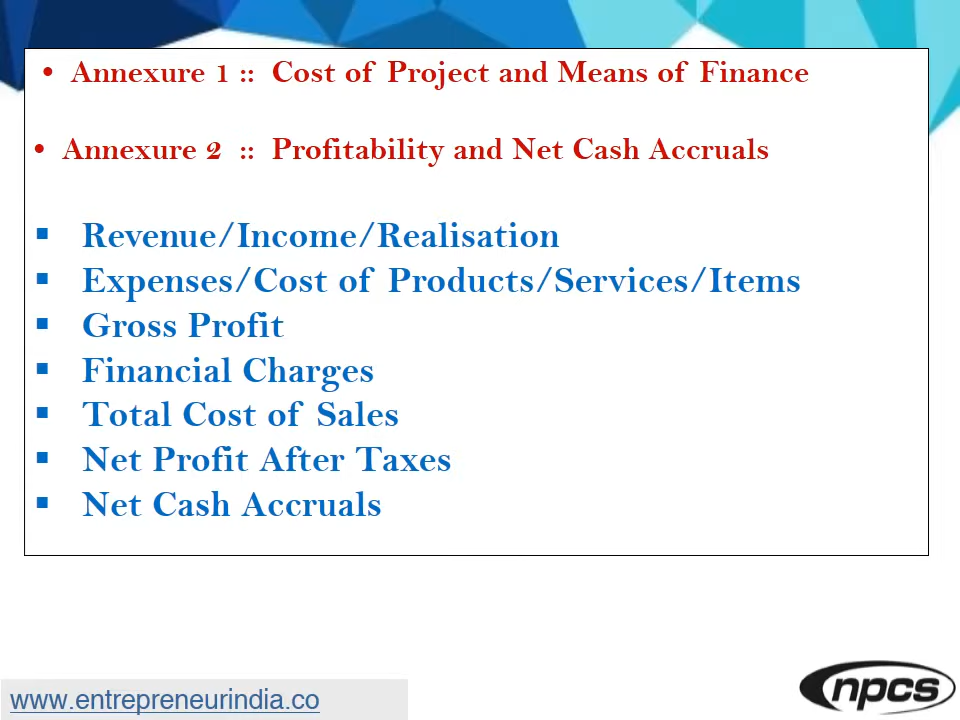 • Annexure 1 :: Cost of Project and Means of Finance
• Annexure 2 :: Profitability and Net Cash Accruals
▪ Revenue/Income/Realisation
▪ Expenses/Cost of Products/Services/Items
▪ Gross Profit
▪ Financial Charges
▪ Total Cost of Sales
▪ Net Profit After Taxes
▪ Net Cash Accruals
www.entrepreneurindia.co
npcs